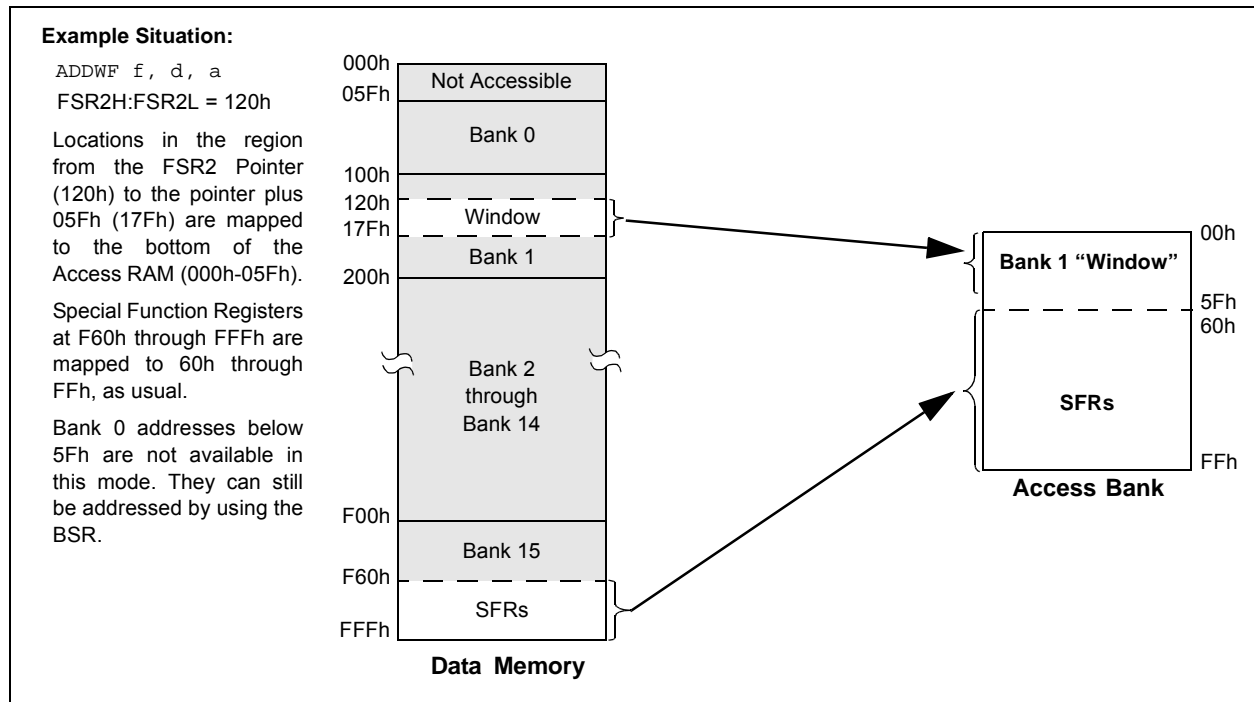 Example Situation:
ADDWF f, d, a
FSR2H:FSR2L = 120h
Locations in the region
from the FSR2 Pointer
(120h) to the pointer plus
05Fh (17Fh) are mapped
to the bottom of the
Access RAM (000h-05Fh).
Special Function Registers
at F60h through FFFh are
mapped to 60h through
FFh, as usual.
Bank 0 addresses below
5Fh are not available in
this mode. They can still
be addressed by using the
BSR.
000h
Not Accessible
05Fh
Bank 0
100h
120h
Window
17Fh
Bank 1
200h
Bank 2
through
Bank 14
F00h
Bank 15
F60h
SFRs
FFFh
Data Memory
00h
Bank 1 “Window”
5Fh
60h
SFRs
FFh
Access Bank